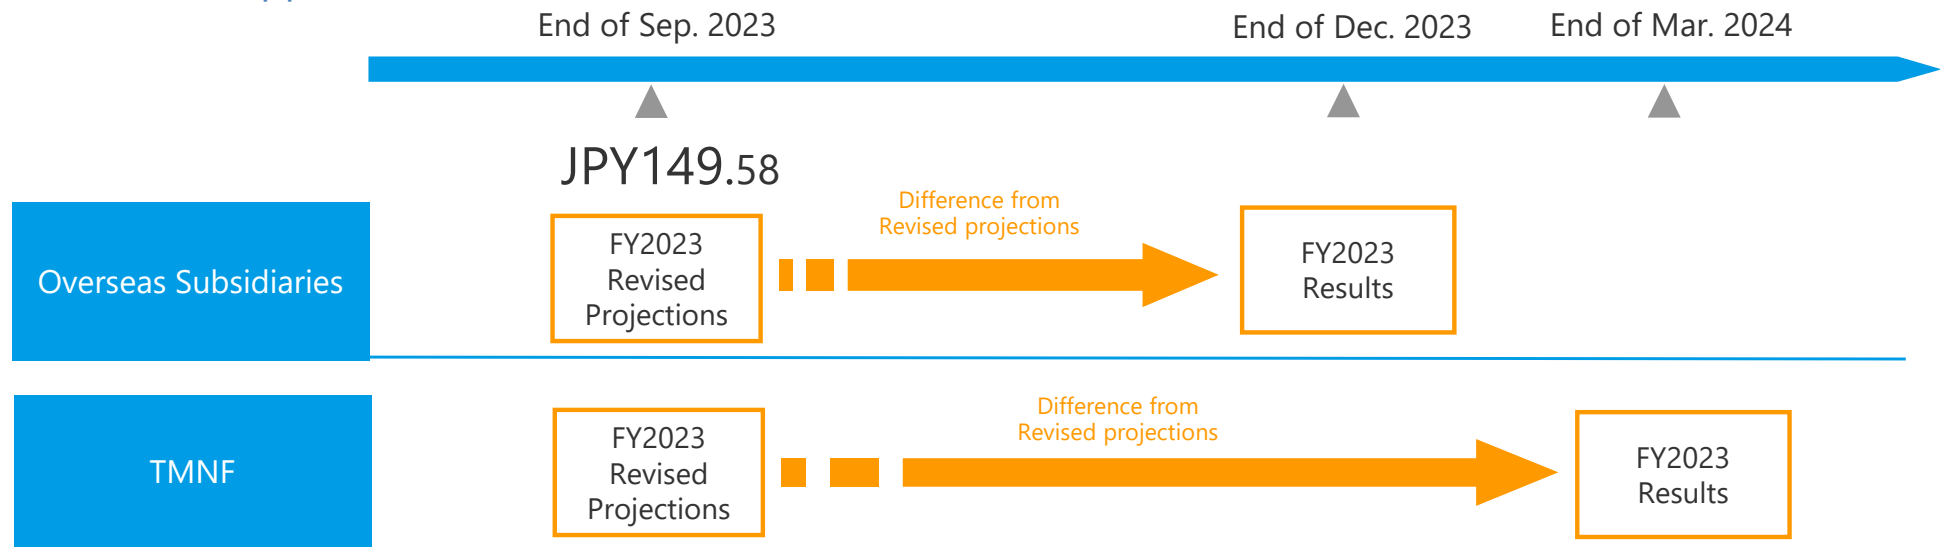 End of Sep. 2023
End of Dec. 2023
End of Mar. 2024
JPY149.58
Overseas Subsidiaries
FY2023
Revised
Projections
Difference from
Revised projections
FY2023
Results
TMNF
FY2023
Revised
Projections
Difference from
Revised projections
FY2023
Results